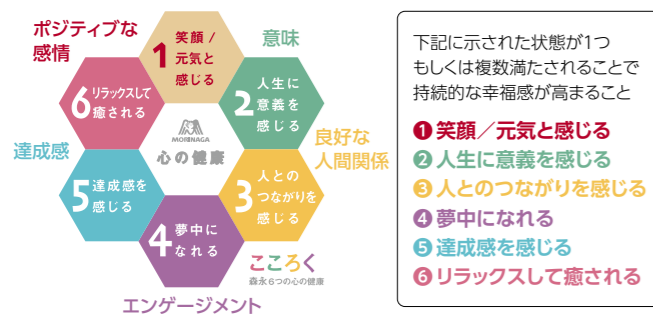 ポジティブな
感情
1 笑顔 /
元気と
感じる
意味
2 人生に
意義を
感じる
良好な
人間関係
3 人との
つながりを
感じる
4 夢中に
なれる
エンゲージメント
5 達成感を
感じる
達成感
6 リラックスして
癒される
MORINAGA
心の健康
こころく
森永6つの心の健康
下記に示された状態が1つ
もしくは複数満たされることで
持続的な幸福感が高まること
❶ 笑顔／元気と感じる
❷ 人生に意義を感じる
❸ 人とのつながりを感じる
❹ 夢中になれる
❺ 達成感を感じる
❻ リラックスして癒される